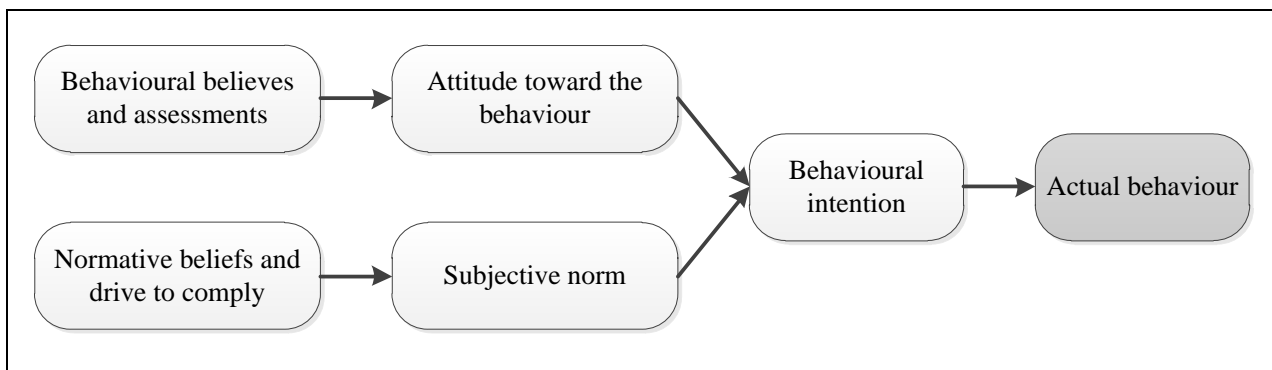 Behavioural believes
and assessments
Attitude toward the
behaviour
Behavioural
intention
Actual behaviour
Normative beliefs and
drive to comply
Subjective norm